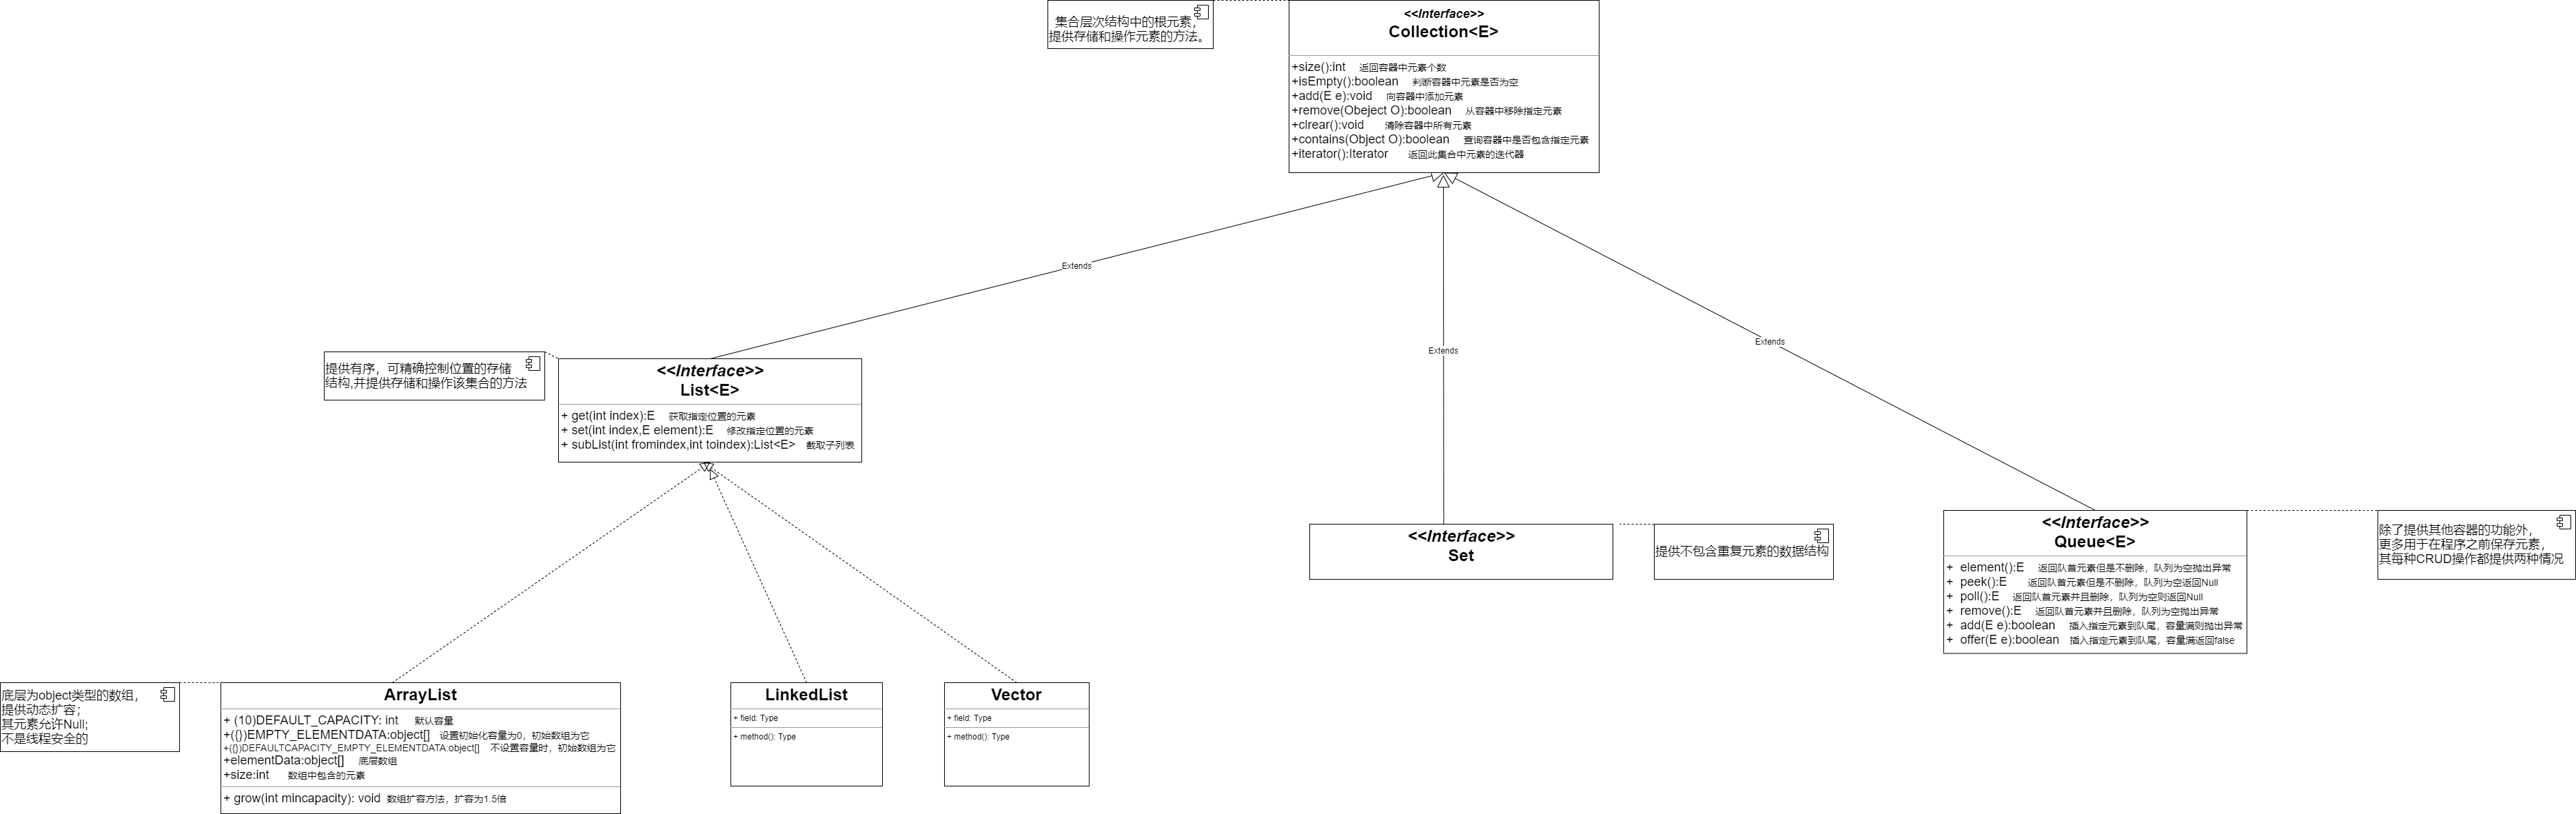 集合层次结构中的根元素，
提供存储和操作元素的方法。
<<Interface>>
Collection<E>
+size():int 返回容器中元素个数
+isEmpty():boolean 判断容器中元素是否为空
+add(E e):void 向容器中添加元素
+remove(Obeject O):boolean 从容器中移除指定元素
+clrear():void 清除容器中所有元素
+contains(Object O):boolean 查询容器中是否包含指定元素
+iterator():Iterator 返回此集合中元素的迭代器
Extends
Extends
Extends
提供有序，可精确控制位置的存储
结构,并提供存储和操作该集合的方法
<<Interface>>
List<E>
+ get(int index):E 获取指定位置的元素
+ set(int index,E element):E 修改指定位置的元素
+ subList(int fromindex,int toindex):List<E> 截取子列表
<<Interface>>
Set
提供不包含重复元素的数据结构
<<Interface>>
Queue<E>
+ element():E 返回队首元素但是不删除，队列为空抛出异常
+ peek():E 返回队首元素但是不删除，队列为空返回Null
+ poll():E 返回队首元素并且删除，队列为空则返回Null
+ remove():E 返回队首元素并且删除，队列为空抛出异常
+ add(E e):boolean 插入指定元素到队尾，容量满则抛出异常
+ offer(E e):boolean 插入指定元素到队尾，容量满返回false
除了提供其他容器的功能外，
更多用于在程序之前保存元素，
其每种CRUD操作都提供两种情况
底层为object类型的数组，
提供动态扩容；
其元素允许Null;
不是线程安全的
ArrayList
+ (10)DEFAULT_CAPACITY: int 默认容量
+({})EMPTY_ELEMENTDATA:object[] 设置初始化容量为0，初始数组为它
+({})DEFAULTCAPACITY_EMPTY_ELEMENTDATA:object[] 不设置容量时，初始数组为它
+elementData:object[] 底层数组
+size:int 数组中包含的元素
+ grow(int mincapacity): void 数组扩容方法，扩容为1.5倍
LinkedList
+ field: Type
+ method(): Type
Vector
+ field: Type
+ method(): Type